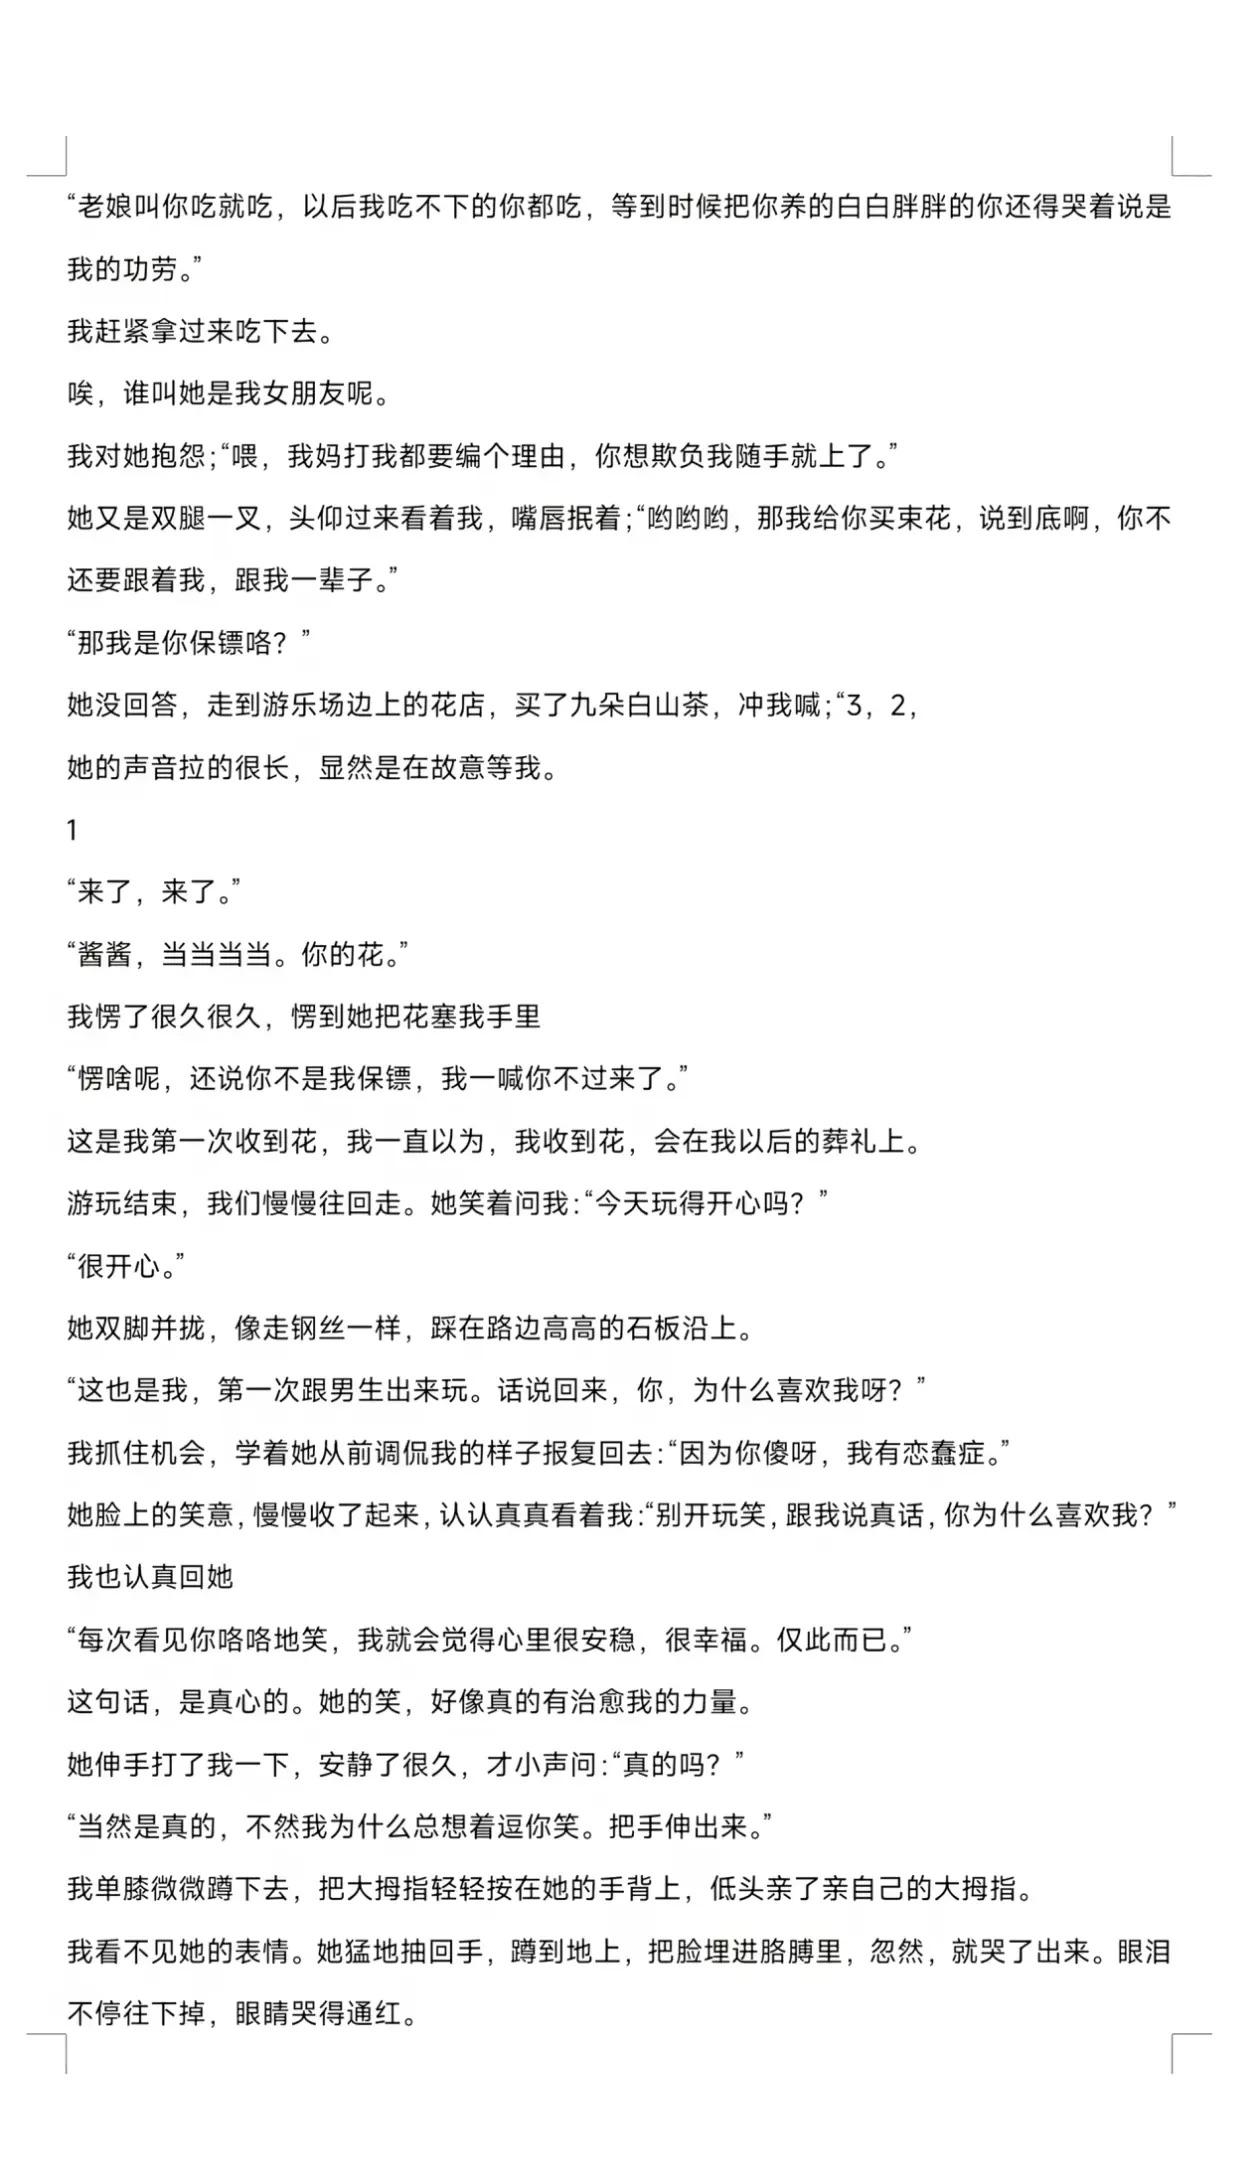 “老娘叫你吃就吃，以后我吃不下的你都吃，等到时候把你养的白白胖胖的你还得哭着说是
我的功劳。”
我赶紧拿过来吃下去。
唉，谁叫她是我女朋友呢。
我对她抱怨；“喂，我妈打我都要编个理由，你想欺负我随手就上了。”
她又是双腿一叉，头仰过来看着我，嘴唇抿着；“哟哟哟，那我给你买束花，说到底啊，你不
还要跟着我，跟我一辈子。”
“那我是你保镖咯？”
她没回答，走到游乐场边上的花店，买了九朵白山茶，冲我喊；“3，2，
她的声音拉的很长，显然是在故意等我。
1
“来了，来了。”
“酱酱，当当当当。你的花。”
我愣了很久很久，愣到她把花塞我手里
“愣啥呢，还说你不是我保镖，我一喊你不过来了。”
这是我第一次收到花，我一直以为，我收到花，会在我以后的葬礼上。
游玩结束，我们慢慢往回走。她笑着问我：“今天玩得开心吗？”
“很开心。”
她双脚并拢，像走钢丝一样，踩在路边高高的石板沿上。
“这也是我，第一次跟男生出来玩。话说回来，你，为什么喜欢我呀？”
我抓住机会，学着她从前调侃我的样子报复回去：“因为你傻呀，我有恋蠢症。”
她脸上的笑意，慢慢收了起来，认认真真看着我：“别开玩笑，跟我说真话，你为什么喜欢我？”
我也认真回她
“每次看见你咯咯地笑，我就会觉得心里很安稳，很幸福。仅此而已。”
这句话，是真心的。她的笑，好像真的有治愈我的力量。
她伸手打了我一下，安静了很久，才小声问：“真的吗？”
“当然是真的，不然我为什么总想着逗你笑。把手伸出来。”
我单膝微微蹲下去，把大拇指轻轻按在她的手背上，低头亲了亲自己的大拇指。
我看不见她的表情。她猛地抽回手，蹲到地上，把脸埋进胳膊里，忽然，就哭了出来。眼泪
不停往下掉，眼睛哭得通红。